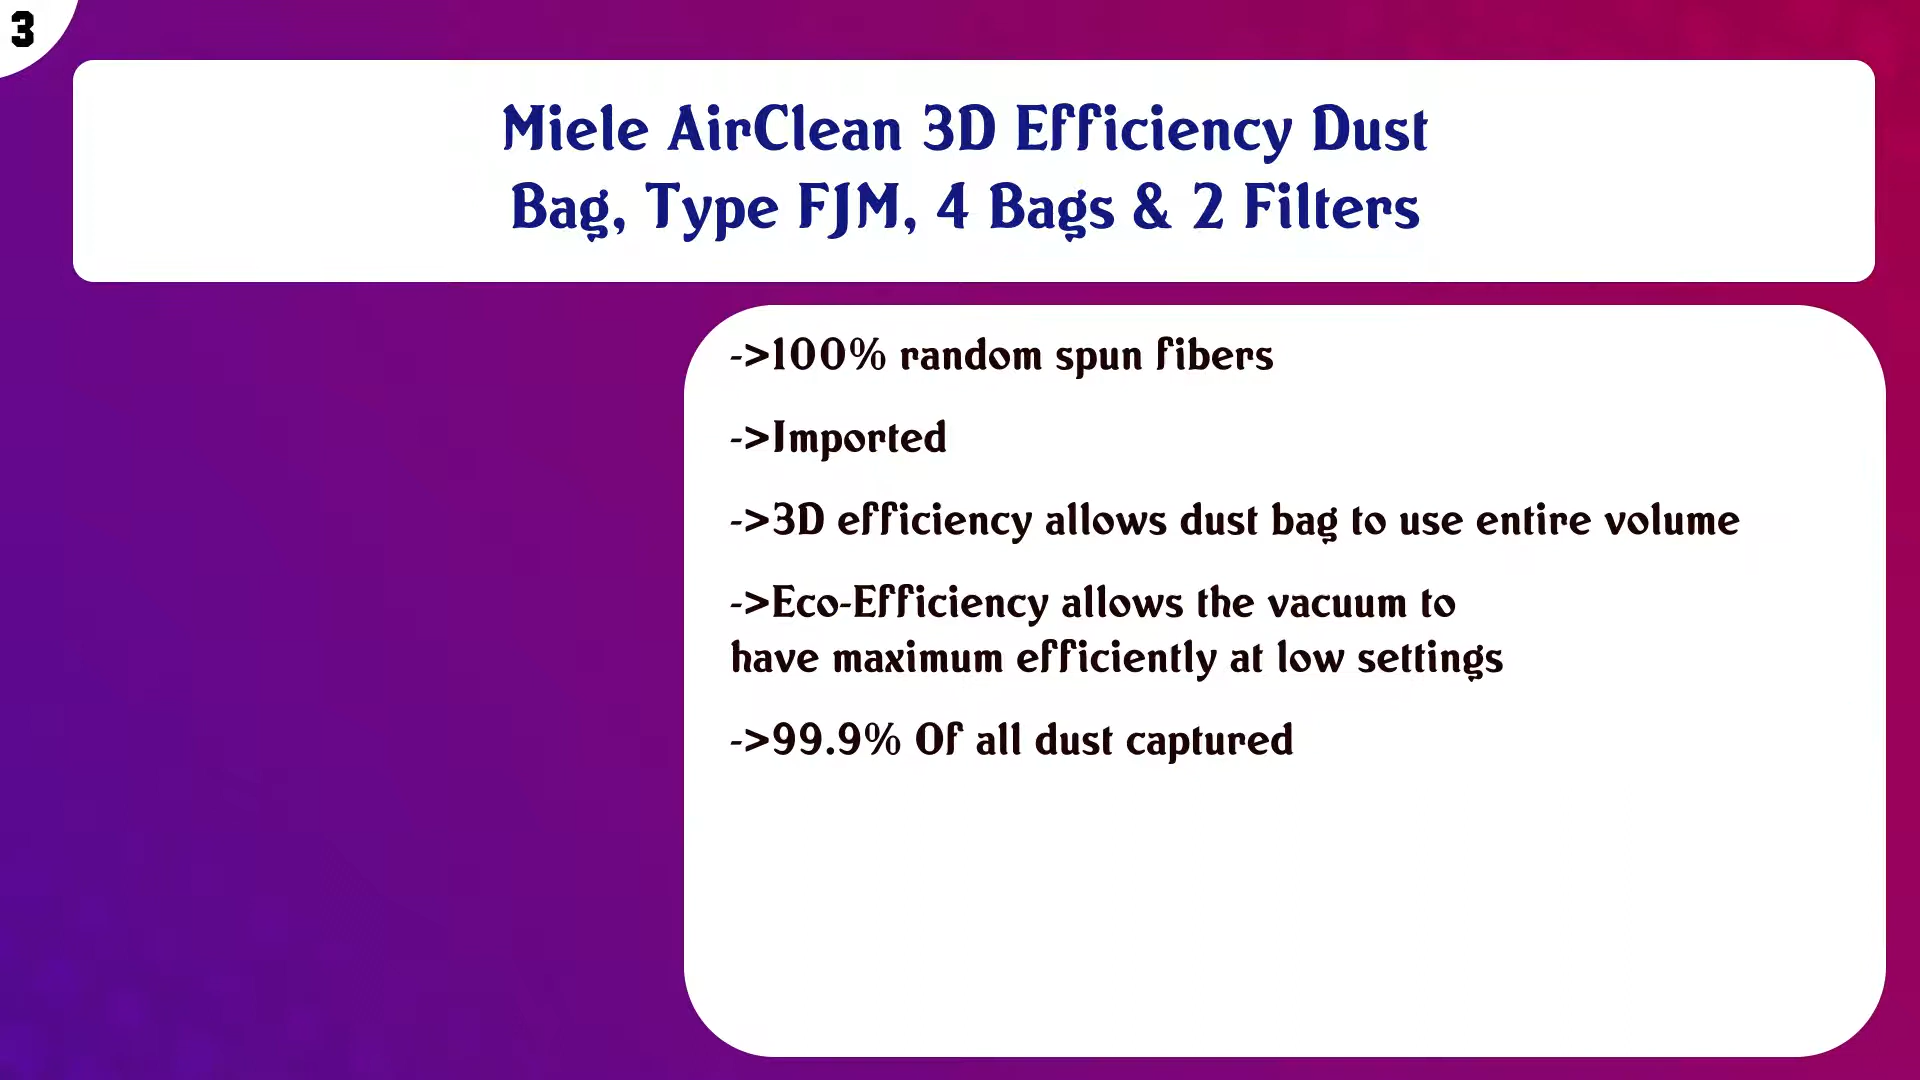 3
Miele AirClean 3D Efficiency Dust
Bag, Type FJM, 4 Bags & 2 Filters
->100% random spun fibers
->Imported
->3D efficiency allows dust bag to use entire volume
->Eco-Efficiency allows the vacuum to
have maximum efficiently at low settings
->99.9% Of all dust captured